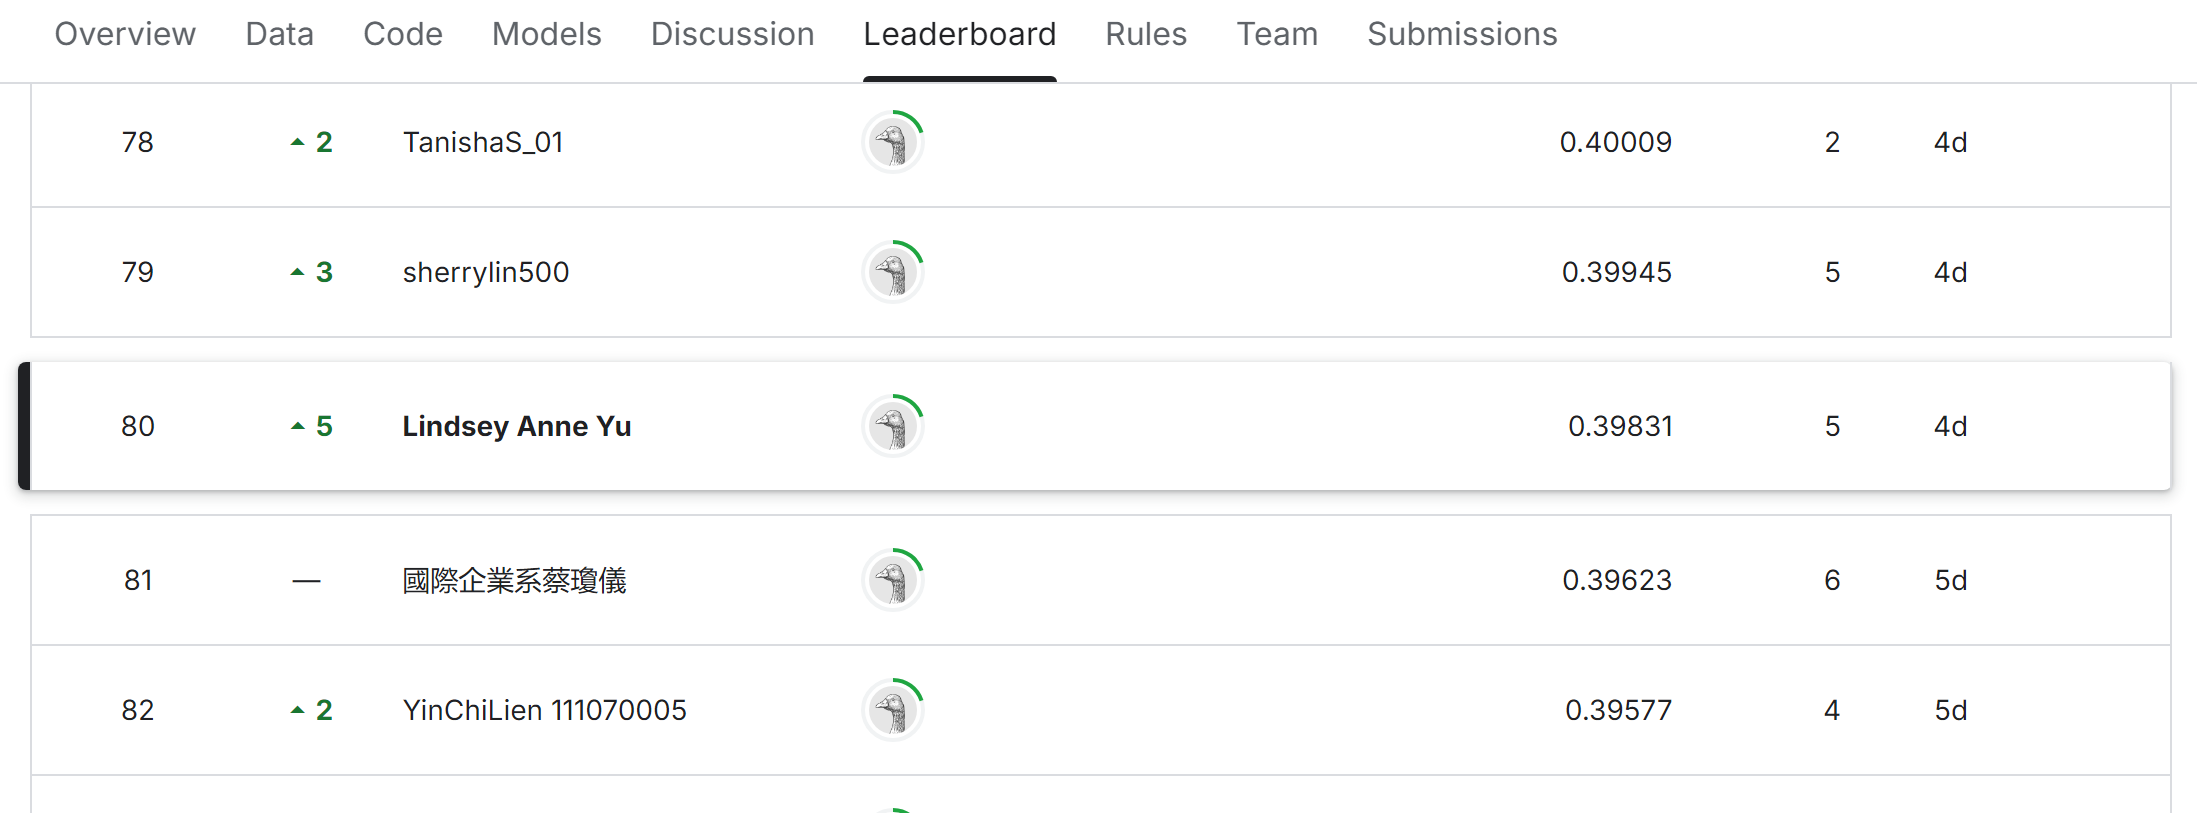 Overview Data Code Models Discussion Leaderboard Rules Team Submissions
78 2 TanishaS_01 0.40009 2 4d
79 3 sherrylin500 0.39945 5 4d
80 5 Lindsey Anne Yu 0.39831 5 4d
81 — 國際企業系蔡瓊儀 0.39623 6 5d
82 2 YinChiLien 111070005 0.39577 4 5d